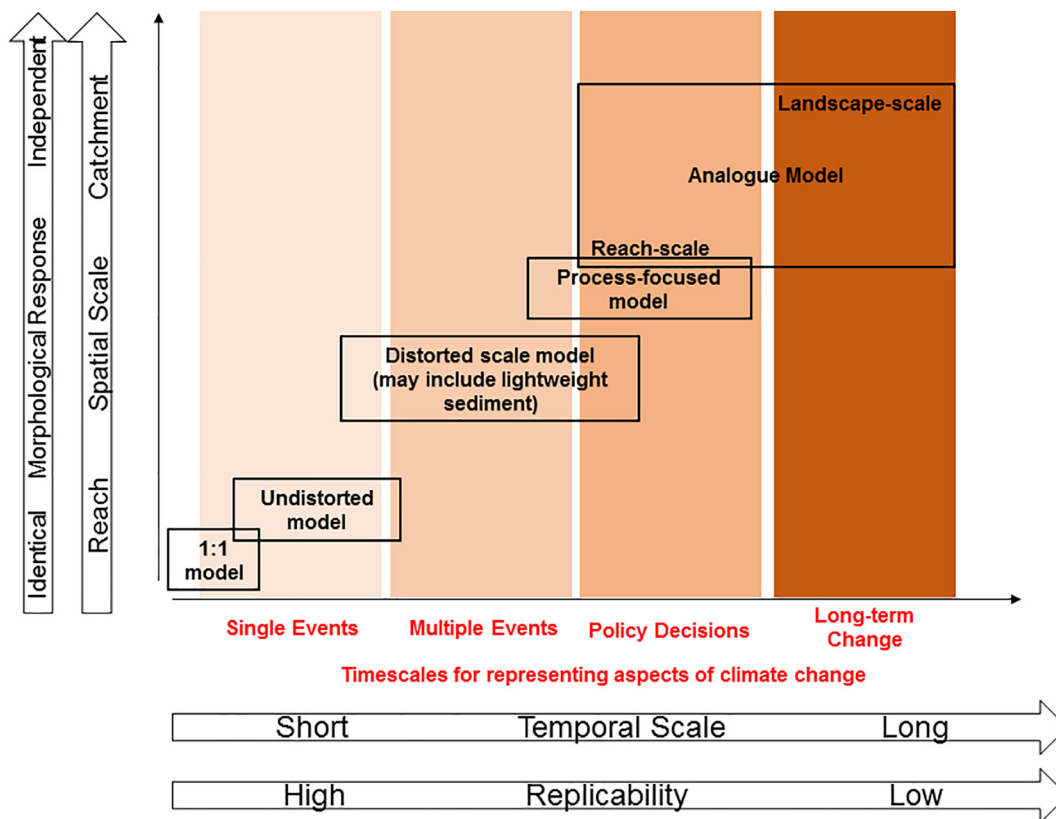 Independent
Morphological Response
Identical
Catchment
Spatial Scale
Reach
Landscape-scale
Analogue Model
Reach-scale
Process-focused
model
Distorted scale model
(may include lightweight
sediment)
Undistorted
model
1:1
model
Single Events
Multiple Events
Policy Decisions
Long-term
Change
Timescales for representing aspects of climate change
Short Temporal Scale Long
High Replicability Low